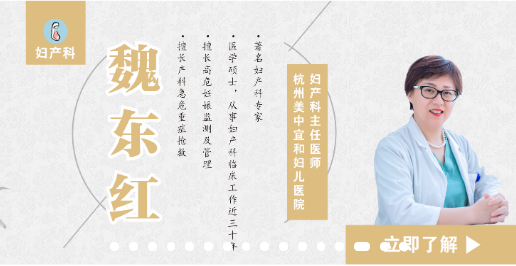 妇产科
魏东红
•著名妇产科专家
•医学硕士，从事妇产科临床工作近三十年
•擅长高危妊娠监测及管理
•擅长产科急危重症抢救
妇产科主任医师
杭州美中宜和妇儿医院
立即了解